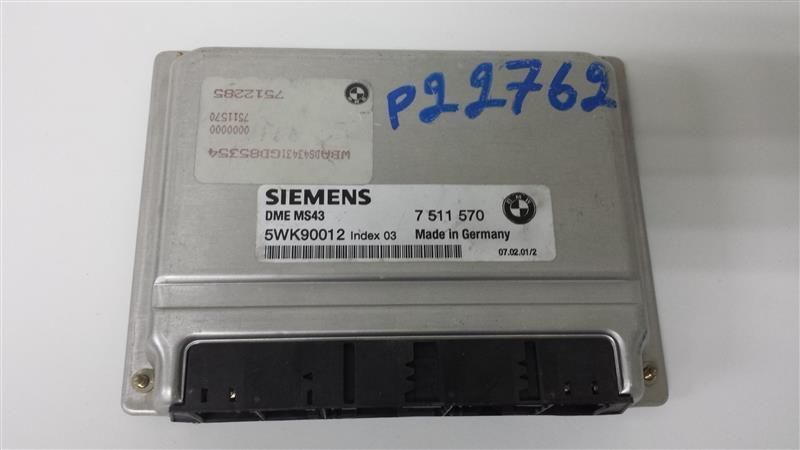 P22762
7512285
7511570
0000000
SIEMENS
DME MS43
7 511 570
BMW
5WK90012 Index 03
Made in Germany
07.02.01/2